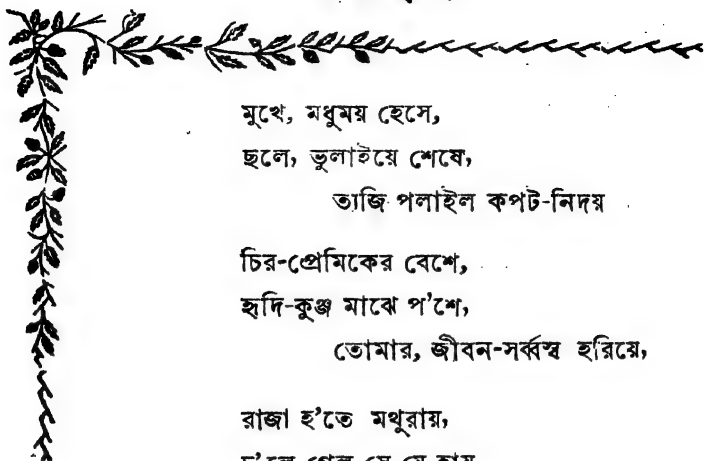 মুখে, মধুময় হেসে,
ছলে, ভুলাইয়ে শেষে,
ত্যজি পলাইল কপট-নিদয়
চির-প্রেমিকের বেশে,
হৃদি-কুঞ্জ মাঝে প'শে,
তোমার, জীবন-সর্ব্বস্ব হরিয়ে,
রাজা হ'তে মথুরায়,
চ'লে গেল সে যে হায়